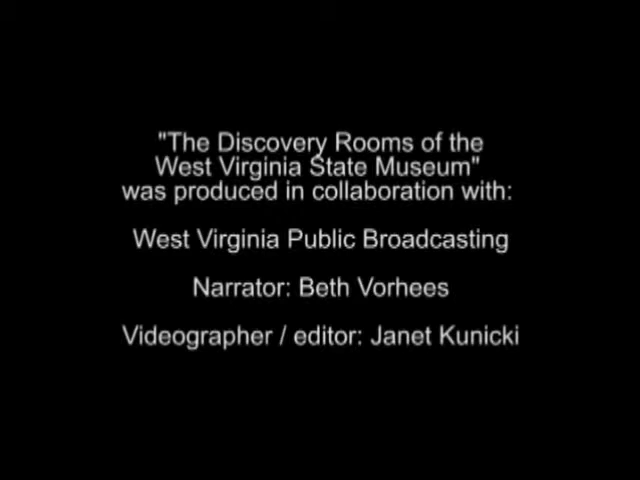 "The Discovery Rooms of the
West Virginia State Museum"
was produced in collaboration with:
West Virginia Public Broadcasting
Narrator: Beth Vorhees
Videographer / editor: Janet Kunicki